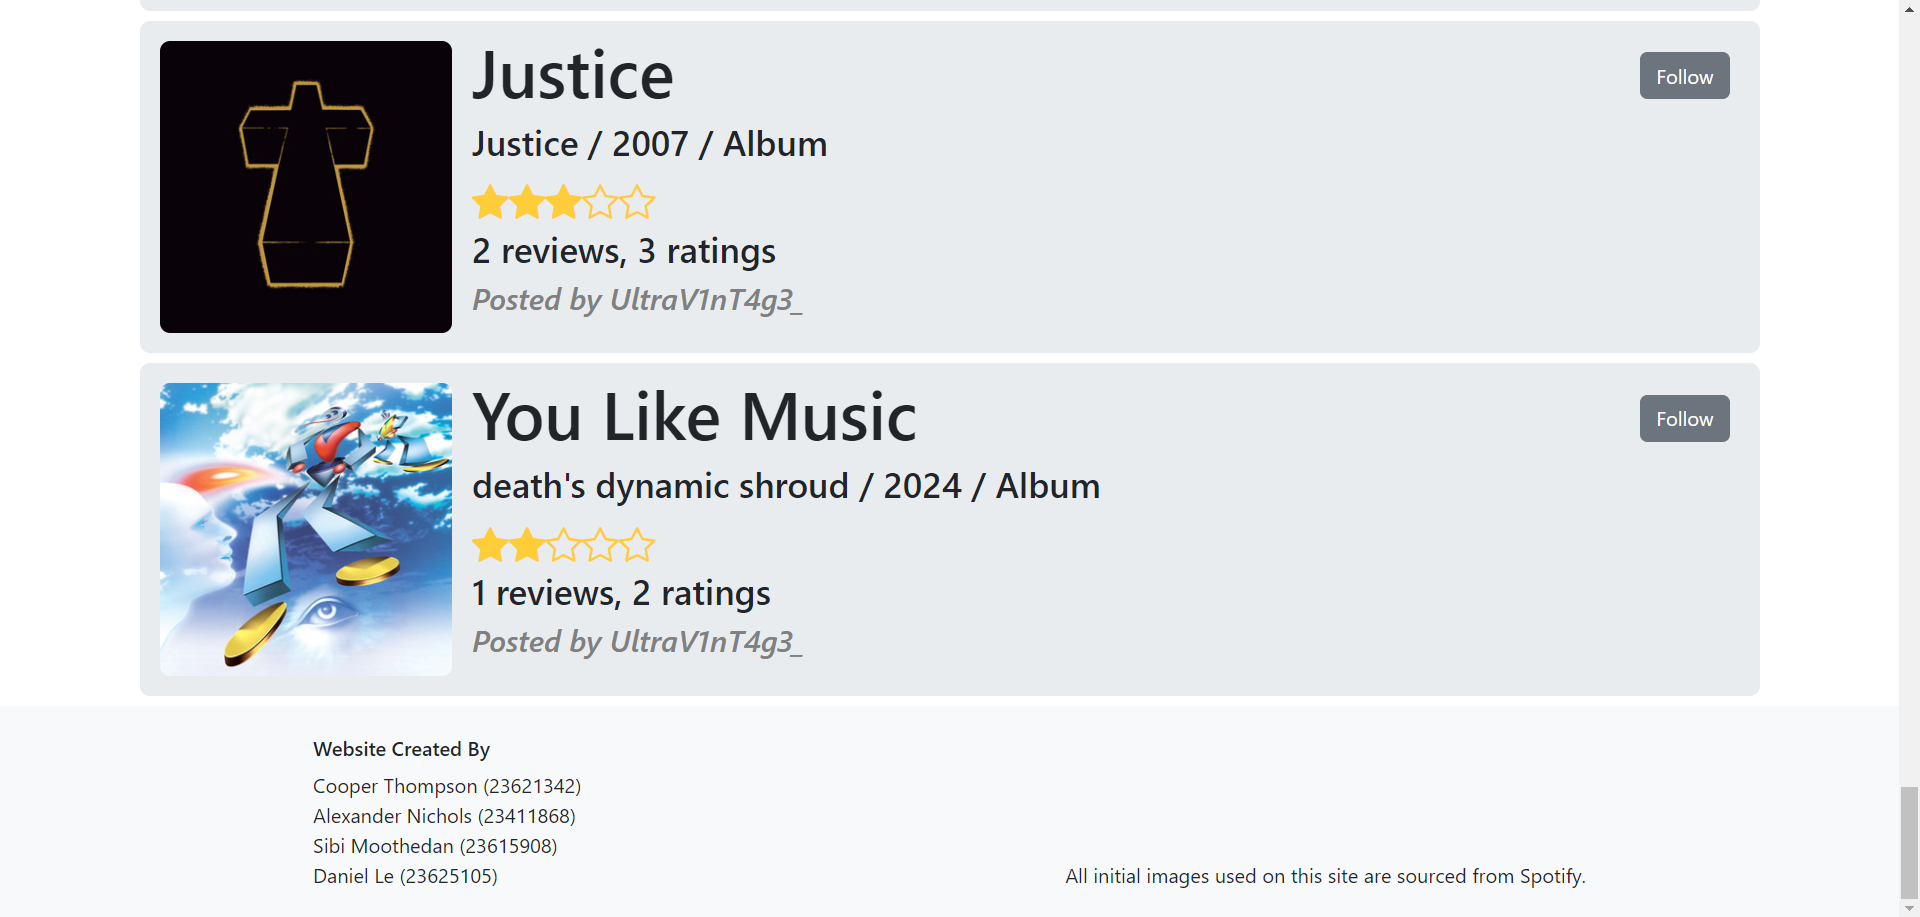 Justice
Follow
Justice / 2007 / Album
2 reviews, 3 ratings
Posted by UltraV1nT4g3_
You Like Music
Follow
death's dynamic shroud / 2024 / Album
1 reviews, 2 ratings
Posted by UltraV1nT4g3_
Website Created By
Cooper Thompson (23621342)
Alexander Nichols (23411868)
Sibi Moothedan (23615908)
Daniel Le (23625105)
All initial images used on this site are sourced from Spotify.